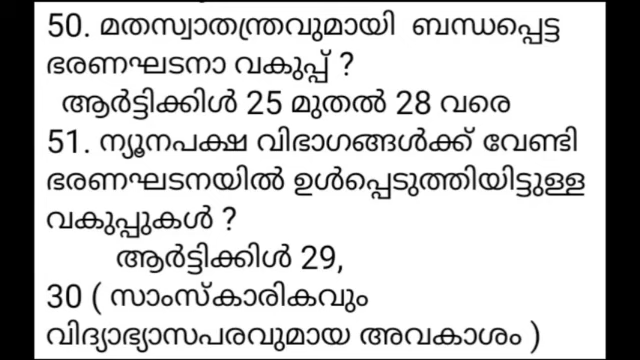 50. മതസ്വാതന്ത്രവുമായി ബന്ധപ്പെട്ട
ഭരണഘടനാ വകുപ്പ് ?
ആർട്ടിക്കിൾ 25 മുതൽ 28 വരെ
51. ന്യൂനപക്ഷ വിഭാഗങ്ങൾക്ക് വേണ്ടി
ഭരണഘടനയിൽ ഉൾപ്പെടുത്തിയിട്ടുള്ള
വകുപ്പുകൾ ?
ആർട്ടിക്കിൾ 29,
30 ( സാംസ്കാരികവും
വിദ്യാഭ്യാസപരവുമായ അവകാശം )